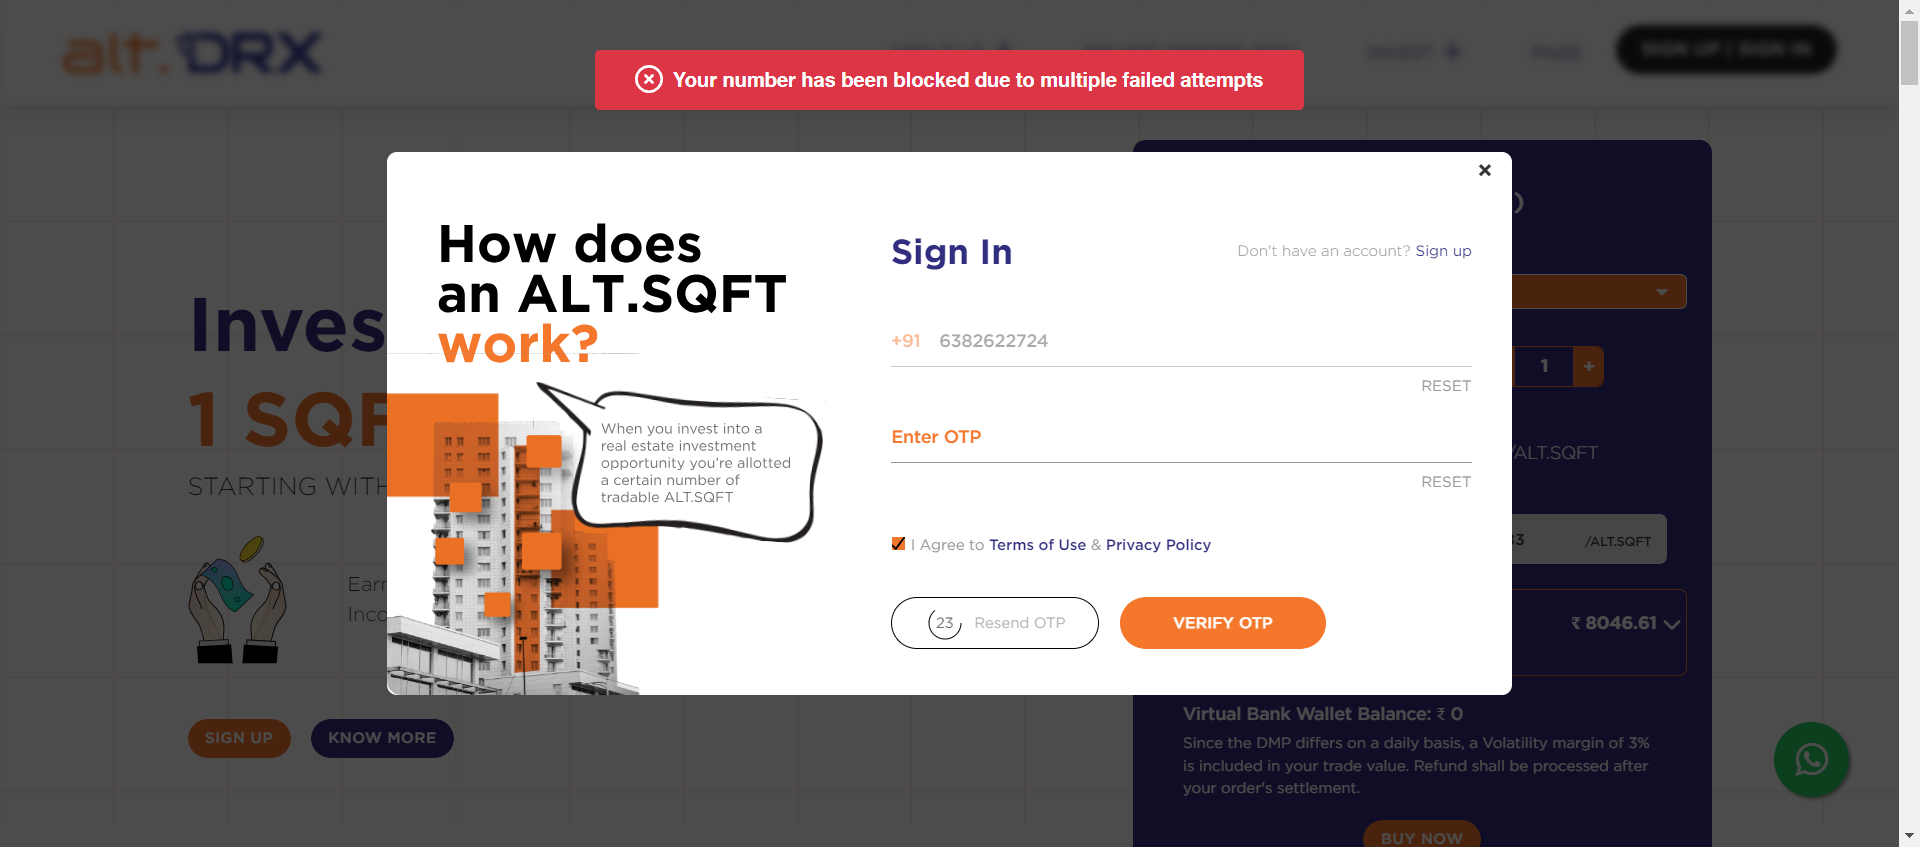 alt.DRX
INVEST +
FAQS
SIGN UP | SIGN IN
Your number has been blocked due to multiple failed attempts
×
How does
an ALT.SQFT
work?
When you invest into a
real estate investment
opportunity you're allotted
a certain number of
tradable ALT.SQFT
Sign In
Don't have an account? Sign up
+91 6382622724
RESET
Enter OTP
RESET
I Agree to Terms of Use & Privacy Policy
23 Resend OTP
VERIFY OTP
Inves
1 SQF
STARTING WITH
Earn
Inco
SIGN UP
KNOW MORE
)
1 +
/ALT.SQFT
33 /ALT.SQFT
₹ 8046.61
Virtual Bank Wallet Balance: ₹ 0
Since the DMP differs on a daily basis, a Volatility margin of 3%
is included in your trade value. Refund shall be processed after
your order's settlement.
BUY NOW